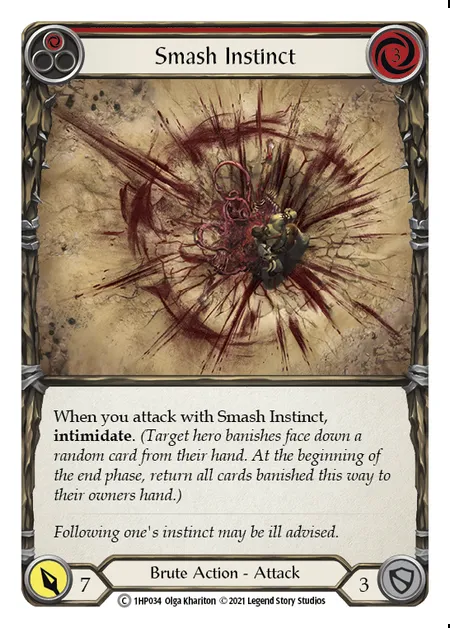 Smash Instinct
3
When you attack with Smash Instinct,
intimidate. (Target hero banishes face down a
random card from their hand. At the beginning of
the end phase, return all cards banished this way to
their owners hand.)
Following one's instinct may be ill advised.
7
Brute Action - Attack
3
C 1HP034 Olga Khariton © 2021 Legend Story Studios